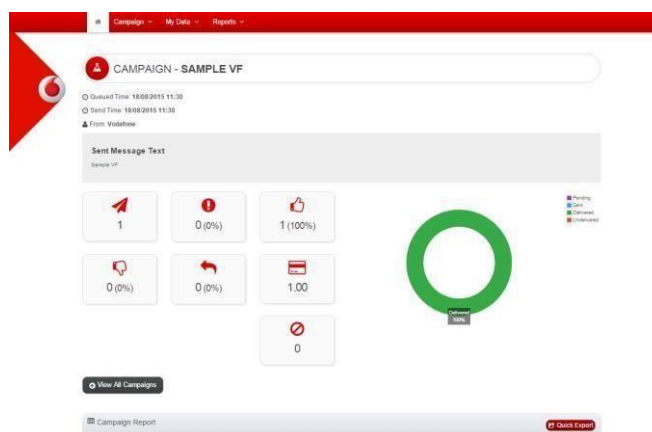 Campaign My Data Reports
CAMPAIGN - SAMPLE VF
Queued Time: 18/08/2015 11:30
Send Time: 18/08/2015 11:30
From: Vodafone
Sent Message Text
Sample VF
1
0 (0%)
1 (100%)
Pending
Sent
Delivered
Undelivered
0 (0%)
0 (0%)
1.00
Delivered
100%
0
View All Campaigns
Campaign Report
Quick Export